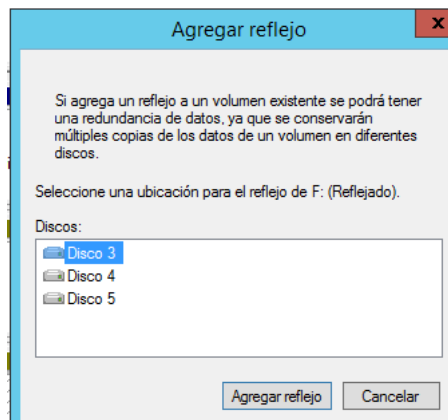 Agregar reflejo
x
Si agrega un reflejo a un volumen existente se podrá tener
una redundancia de datos, ya que se conservarán
múltiples copias de los datos de un volumen en diferentes
discos.
Seleccione una ubicación para el reflejo de F: (Reflejado).
Discos:
Disco 3
Disco 4
Disco 5
Agregar reflejo Cancelar